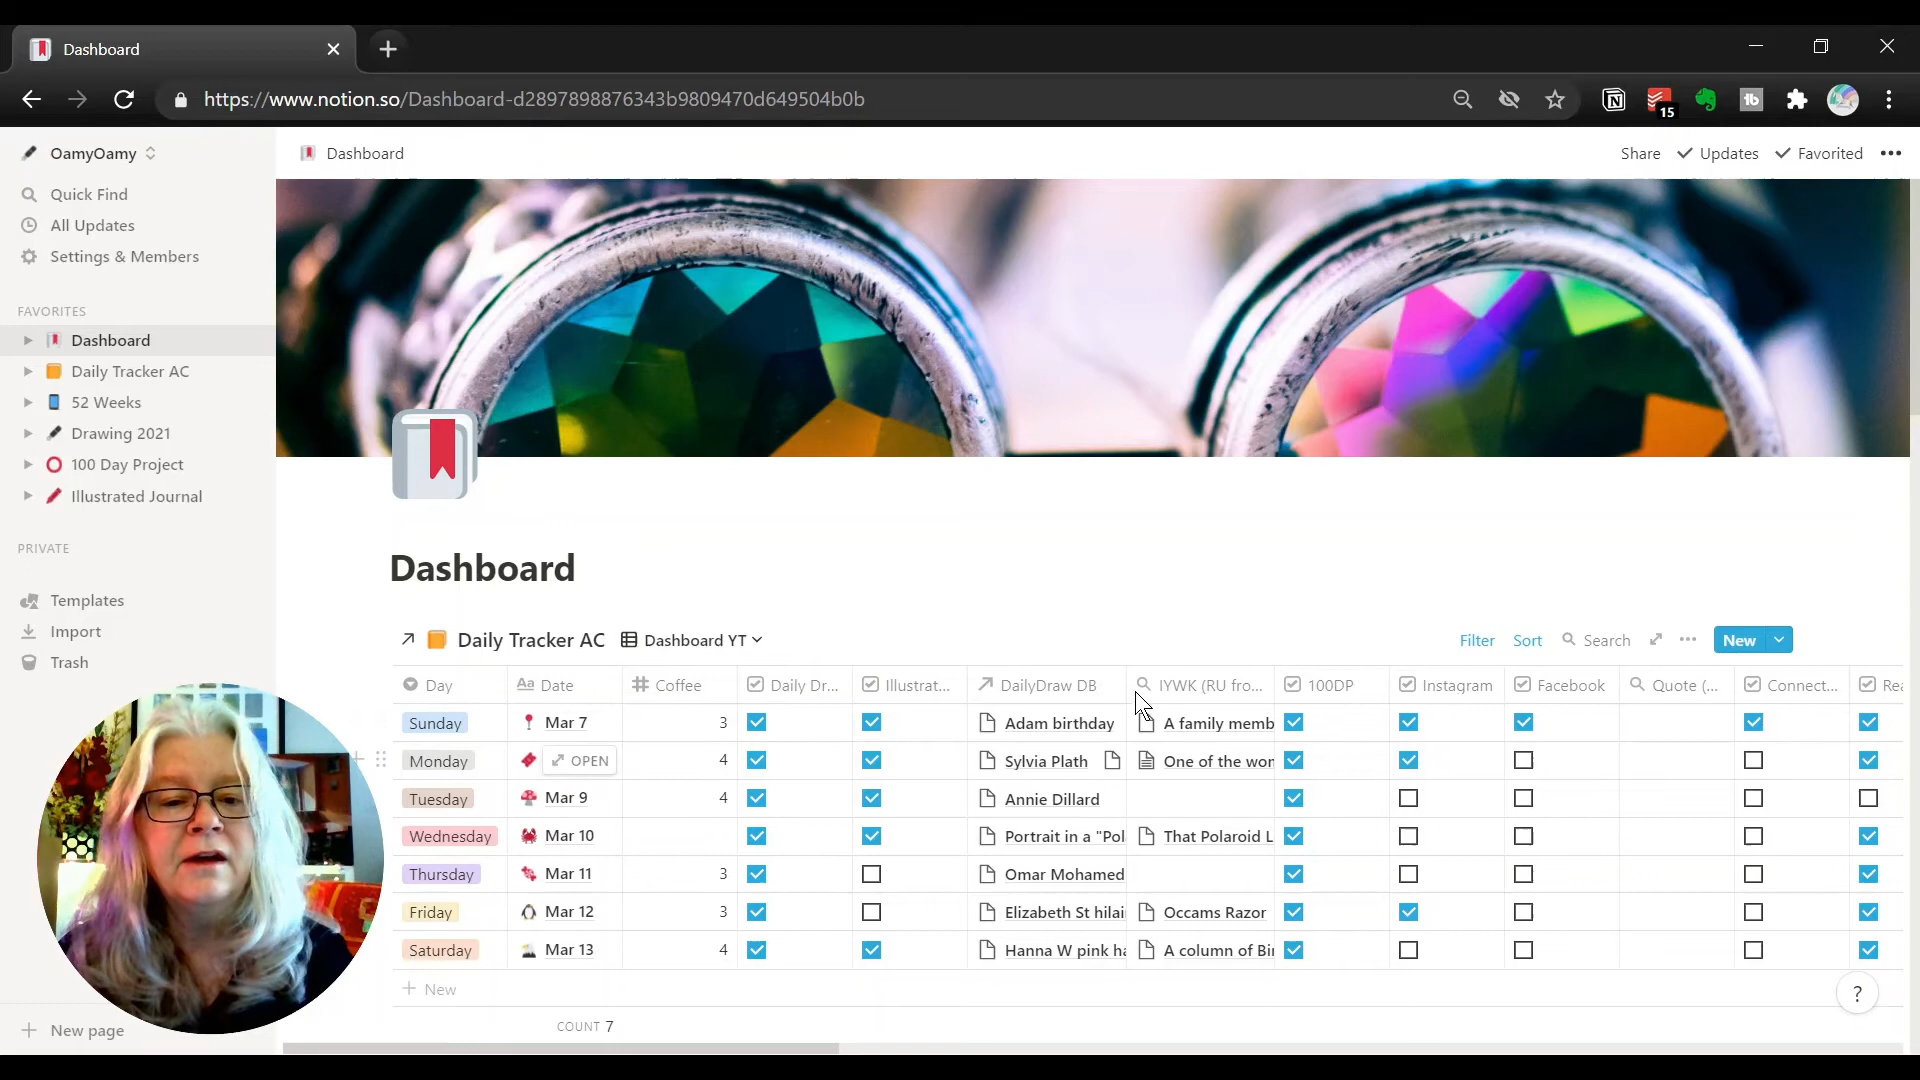 Dashboard
https://www.notion.so/Dashboard-d2897898876343b9809470d649504b0b
15
OamyOamy
Dashboard
Share
Updates
Favorited
Quick Find
All Updates
Settings & Members
FAVORITES
Dashboard
Daily Tracker AC
52 Weeks
Drawing 2021
100 Day Project
Illustrated Journal
PRIVATE
Templates
Import
Trash
New page
Dashboard
Daily Tracker AC Dashboard YT
Filter Sort Search New
Day Aa Date # Coffee Daily Dr... Illustrat... DailyDraw DB IYWK (RU fro... 100DP Instagram Facebook Quote (... Connect... Rea
Sunday Mar 7 3 Adam birthday A family memb
Monday OPEN 4 Sylvia Plath One of the wor
Tuesday Mar 9 4 Annie Dillard
Wednesday Mar 10 Portrait in a "Pol That Polaroid L
Thursday Mar 11 3 Omar Mohamed
Friday Mar 12 3 Elizabeth St hilai Occams Razor
Saturday Mar 13 4 Hanna W pink ha A column of Bi
+ New
COUNT 7
?